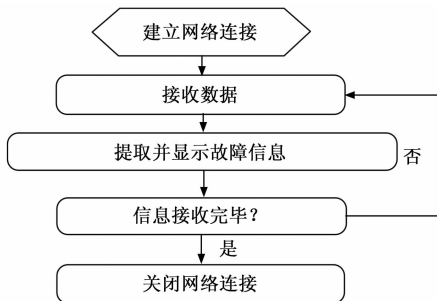 建立网络连接
接收数据
提取并显示故障信息
否
信息接收完毕？
是
关闭网络连接